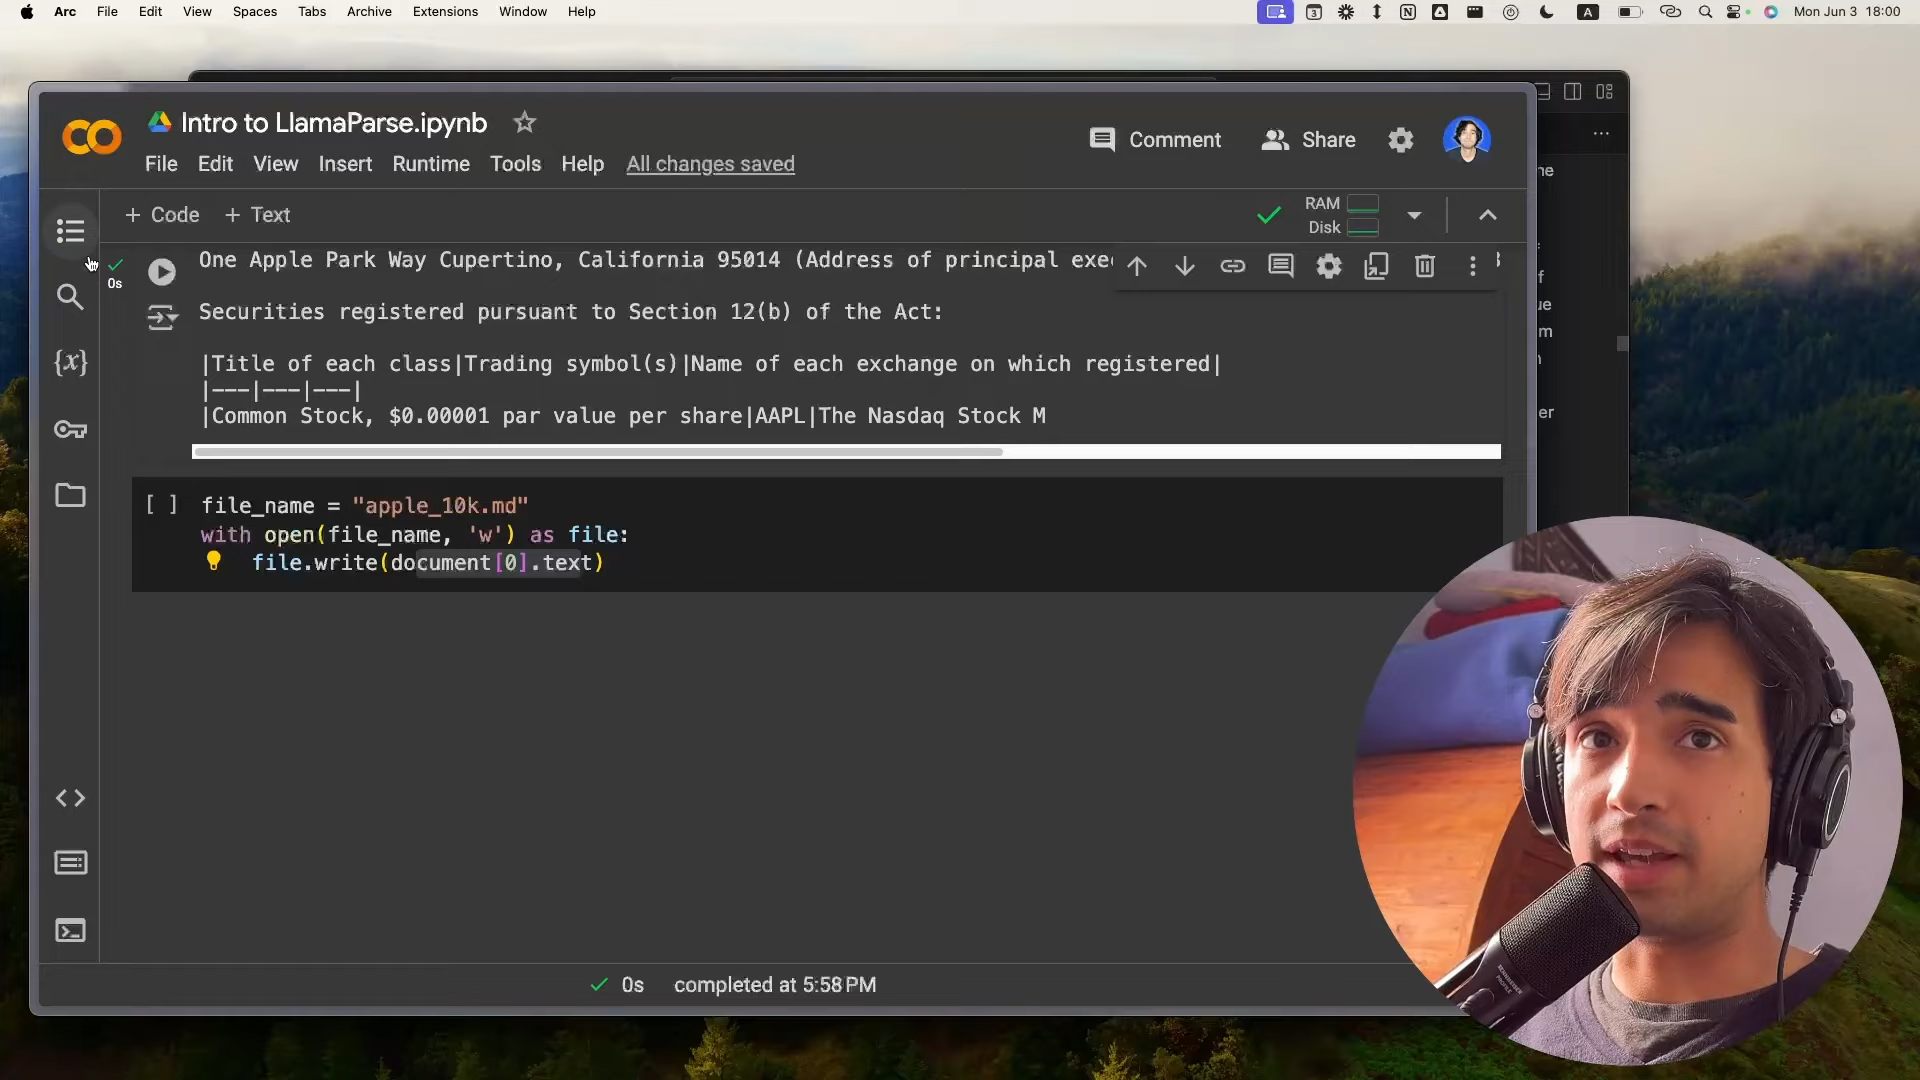 Arc File Edit View Spaces Tabs Archive Extensions Window Help
3 A Mon Jun 3 18:00
Intro to LlamaParse.ipynb
Comment Share
File Edit View Insert Runtime Tools Help All changes saved
+ Code + Text
RAM
Disk
0s
One Apple Park Way Cupertino, California 95014 (Address of principal exe
Securities registered pursuant to Section 12(b) of the Act:
|Title of each class|Trading symbol(s)|Name of each exchange on which registered|
|---|---|---|
|Common Stock, $0.00001 par value per share|AAPL|The Nasdaq Stock M
[ ] file_name = "apple_10k.md"
with open(file_name, 'w') as file:
file.write(document[0].text)
{x}
0s completed at 5:58 PM